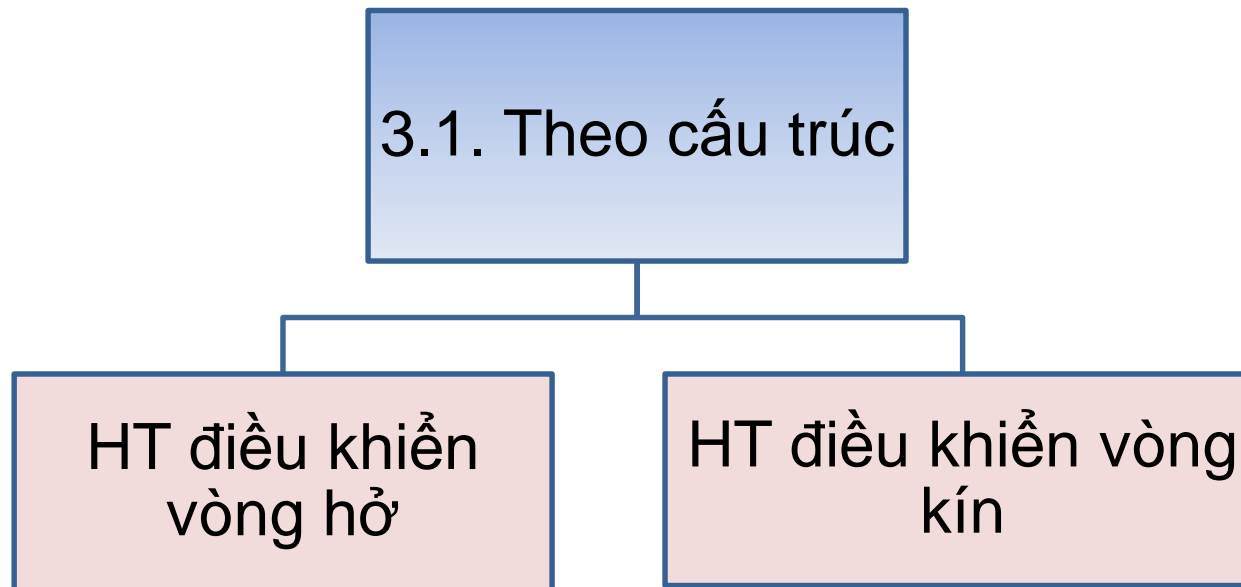 3.1. Theo cấu trúc
HT điều khiển
vòng hở
HT điều khiển vòng
kín